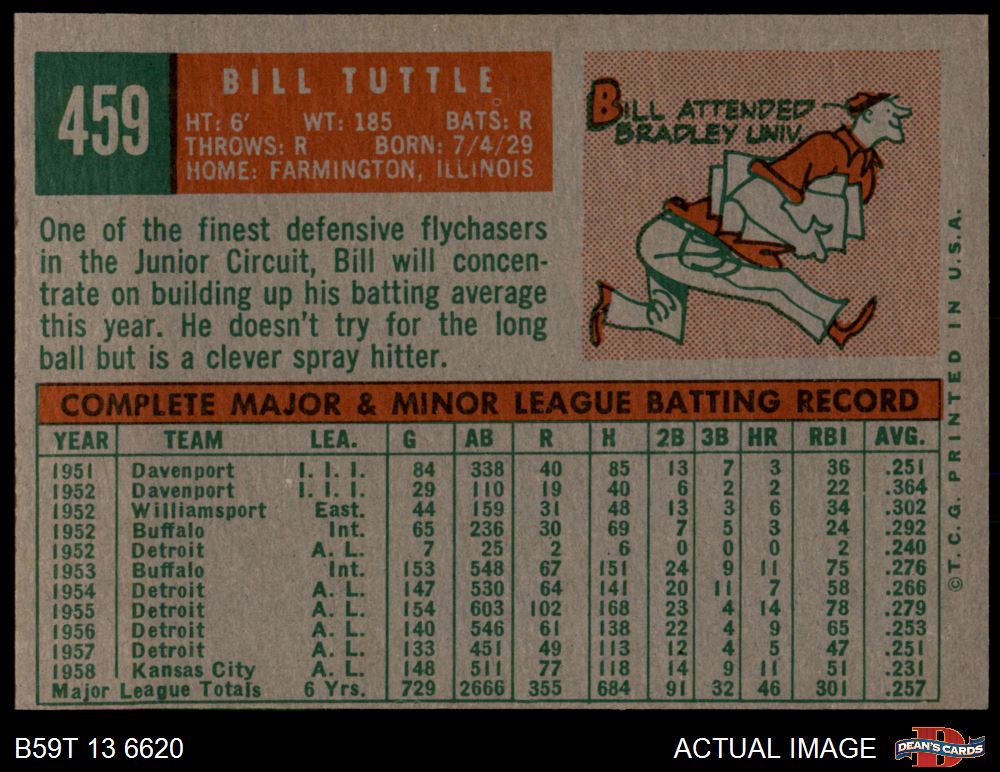 459
BILL TUTTLE
HT: 6' WT: 185 BATS: R
THROWS: R BORN: 7/4/29
HOME: FARMINGTON, ILLINOIS
BILL ATTENDED
BRADLEY UNIV.
One of the finest defensive flychasers
in the Junior Circuit, Bill will concen-
trate on building up his batting average
this year. He doesn't try for the long
ball but is a clever spray hitter.
COMPLETE MAJOR & MINOR LEAGUE BATTING RECORD
YEAR TEAM LEA. G AB R H 2B 3B HR RBI AVG.
1951 Davenport I. I. I. 84 338 40 85 13 7 3 36 .251
1952 Davenport I. I. I. 29 110 19 40 6 2 2 22 .364
1952 Williamsport East. 44 159 31 48 13 3 6 34 .302
1952 Buffalo Int. 65 236 30 69 7 5 3 24 .292
1952 Detroit A. L. 7 25 2 6 0 0 0 2 .240
1953 Buffalo Int. 153 548 67 151 24 9 11 75 .276
1954 Detroit A. L. 147 530 64 141 20 11 7 58 .266
1955 Detroit A. L. 154 603 102 168 23 4 14 78 .279
1956 Detroit A. L. 140 546 61 138 22 4 9 65 .253
1957 Detroit A. L. 133 451 49 113 12 4 5 47 .251
1958 Kansas City A. L. 148 511 77 118 14 9 11 51 .231
Major League Totals 6 Yrs. 729 2666 355 684 91 32 46 301 .257
©T. C. G. PRINTED IN U.S.A.
B59T 13 6620
ACTUAL IMAGE
D
DEAN'S CARDS